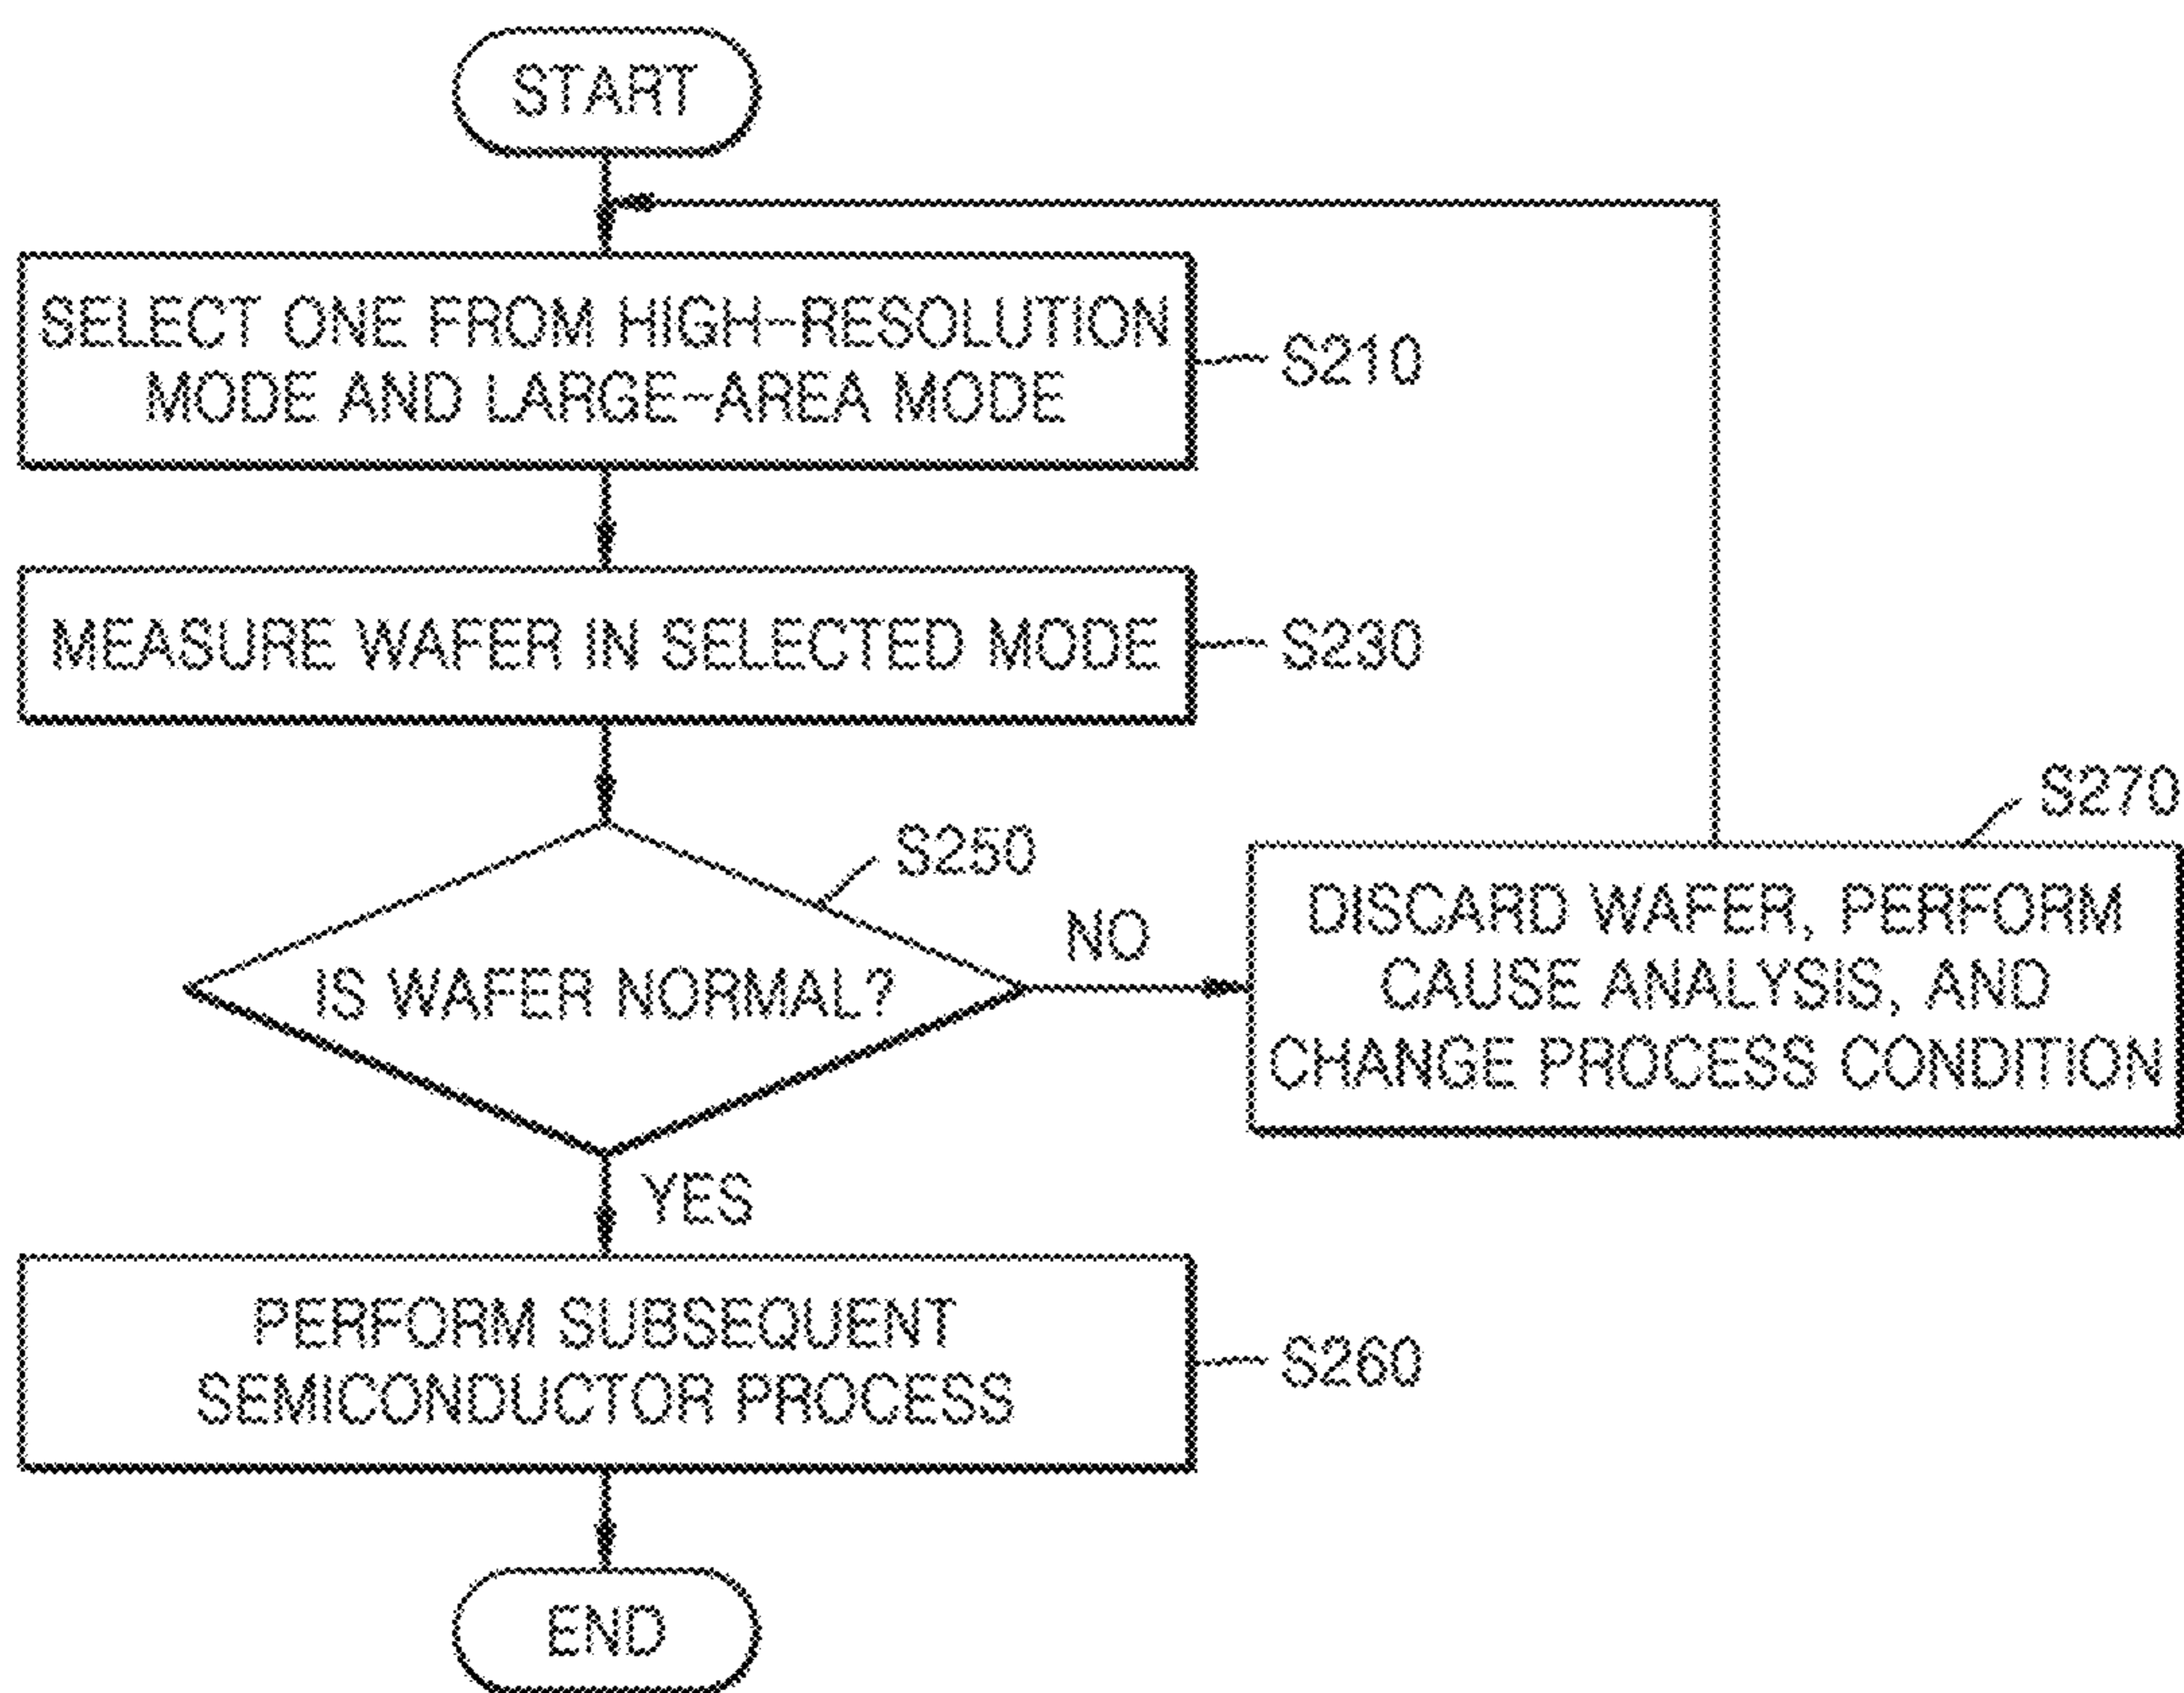 START
SELECT ONE FROM HIGH-RESOLUTION
MODE AND LARGE-AREA MODE
S210
MEASURE WAFER IN SELECTED MODE
S230
S250
IS WAFER NORMAL?
NO
S270
DISCARD WAFER, PERFORM
CAUSE ANALYSIS, AND
CHANGE PROCESS CONDITION
YES
PERFORM SUBSEQUENT
SEMICONDUCTOR PROCESS
S260
END